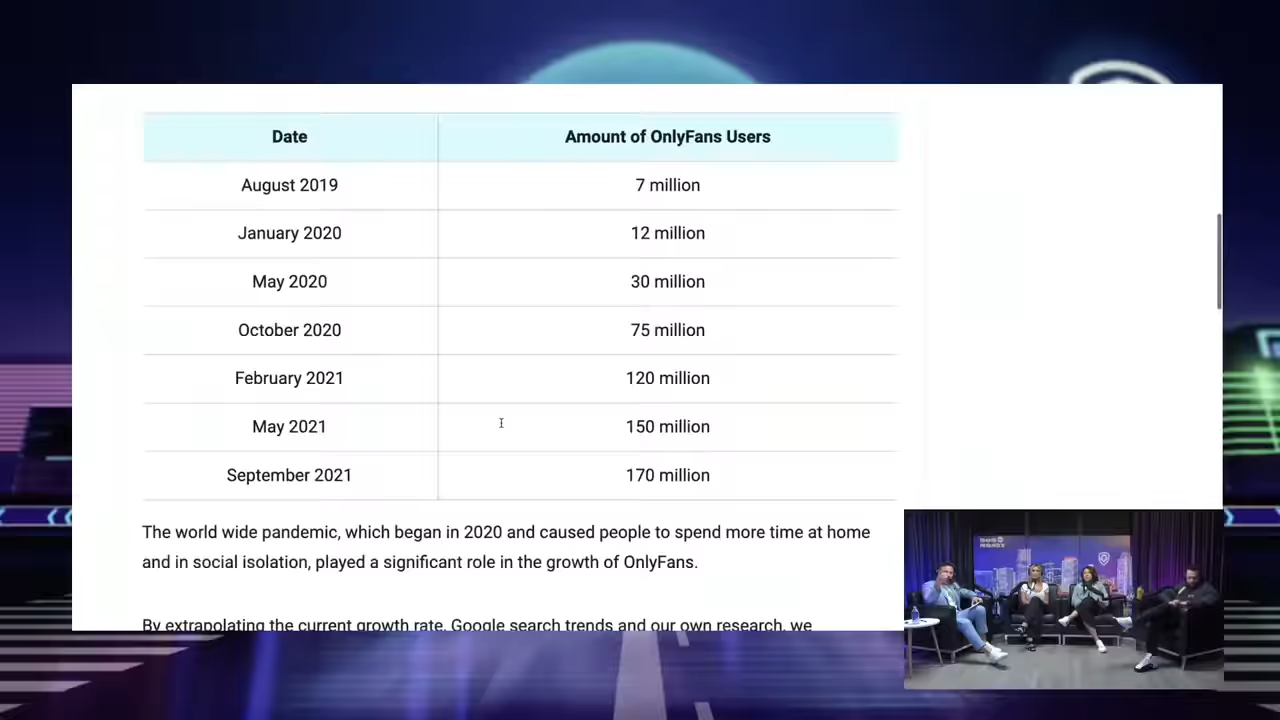 Date Amount of OnlyFans Users
August 2019 7 million
January 2020 12 million
May 2020 30 million
October 2020 75 million
February 2021 120 million
May 2021 150 million
September 2021 170 million
The world wide pandemic, which began in 2020 and caused people to spend more time at home
and in social isolation, played a significant role in the growth of OnlyFans.
By extrapolating the current growth rate, Google search trends and our own research, we